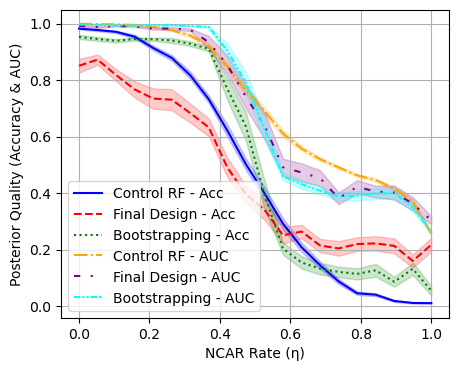 Posterior Quality (Accuracy & AUC)
1.0
0.8
0.6
0.4
0.2
0.0
Control RF - Acc
Final Design - Acc
Bootstrapping - Acc
Control RF - AUC
Final Design - AUC
Bootstrapping - AUC
0.0 0.2 0.4 0.6 0.8 1.0
NCAR Rate (η)